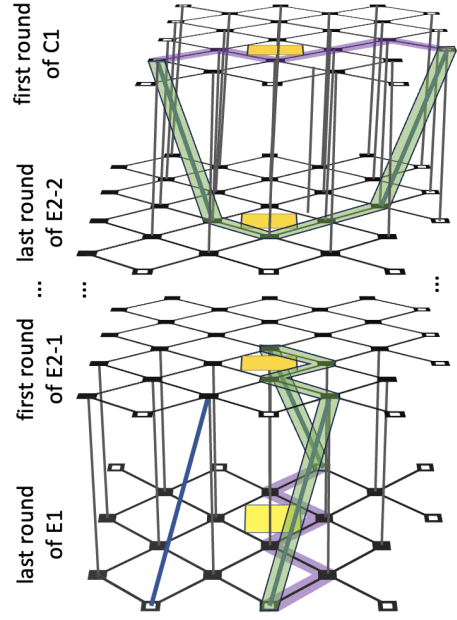 first round
of C1
last round
of E2-2
...
...
...
first round
of E2-1
last round
of E1